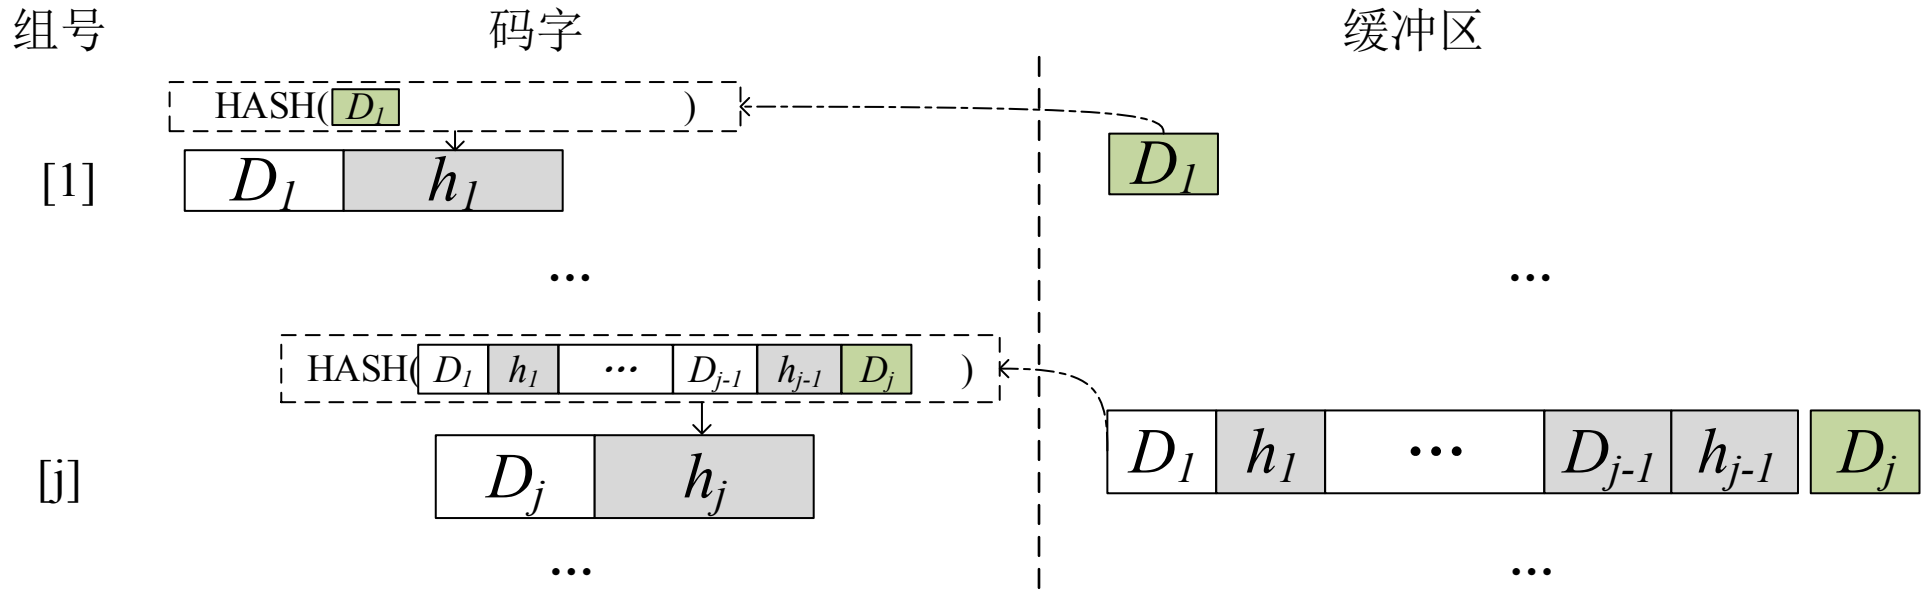 组号 码字 缓冲区
HASH( D1 )
[1] D1 h1 D1
... ...
HASH( D1 h1 ... Dj-1 hj-1 Dj )
[j] Dj hj D1 h1 ... Dj-1 hj-1 Dj
... ...